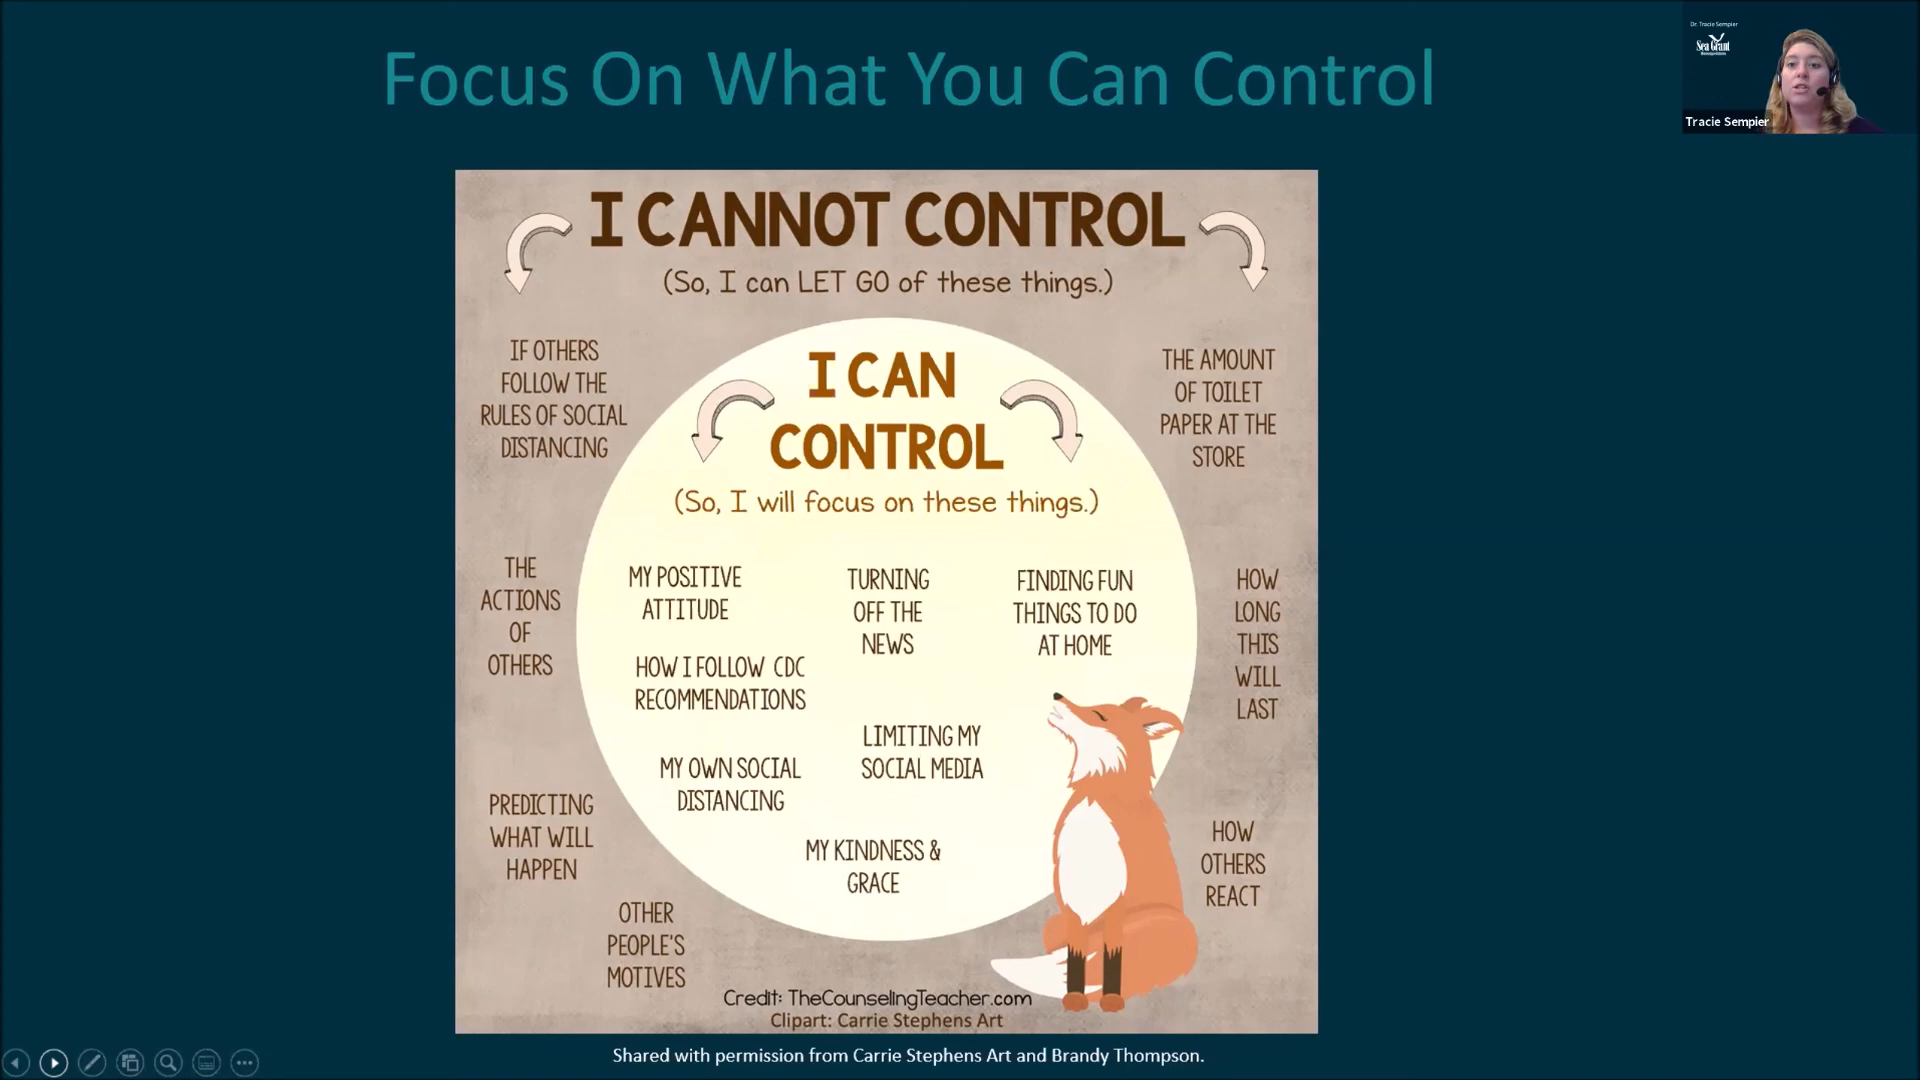 Focus On What You Can Control
Dr. Tracie Sempier
Sea Grant
Tracie Sempier
I CANNOT CONTROL
(So, I can LET GO of these things.)
IF OTHERS
FOLLOW THE
RULES OF SOCIAL
DISTANCING
THE AMOUNT
OF TOILET
PAPER AT THE
STORE
I CAN
CONTROL
(So, I will focus on these things.)
THE
ACTIONS
OF
OTHERS
MY POSITIVE
ATTITUDE
TURNING
OFF THE
NEWS
FINDING FUN
THINGS TO DO
AT HOME
HOW
LONG
THIS
WILL
LAST
HOW I FOLLOW CDC
RECOMMENDATIONS
LIMITING MY
SOCIAL MEDIA
MY OWN SOCIAL
DISTANCING
MY KINDNESS &
GRACE
PREDICTING
WHAT WILL
HAPPEN
HOW
OTHERS
REACT
OTHER
PEOPLE'S
MOTIVES
Credit: TheCounselingTeacher.com
Clipart: Carrie Stephens Art
Shared with permission from Carrie Stephens Art and Brandy Thompson.